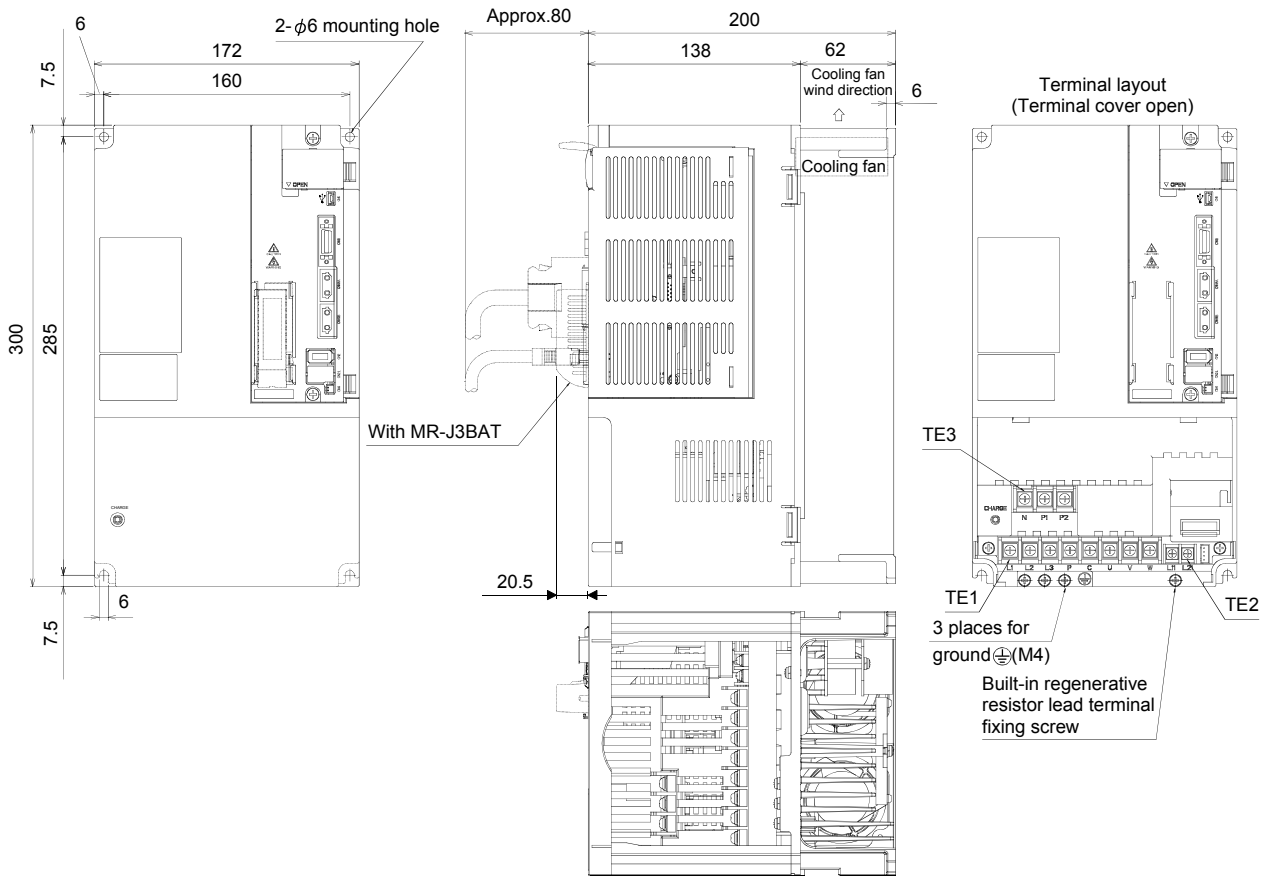 6
2-ϕ6 mounting hole
172
160
7.5
300
285
▽ OPEN
CHARGE
6
7.5
Approx.80
200
138
62
Cooling fan
wind direction
6
Cooling fan
With MR-J3BAT
20.5
Terminal layout
(Terminal cover open)
▽ OPEN
TE3
CHARGE
N P1 P2
L1 L2 L3 P C U V W L11 L21
TE1
TE2
3 places for
ground (M4)
Built-in regenerative
resistor lead terminal
fixing screw